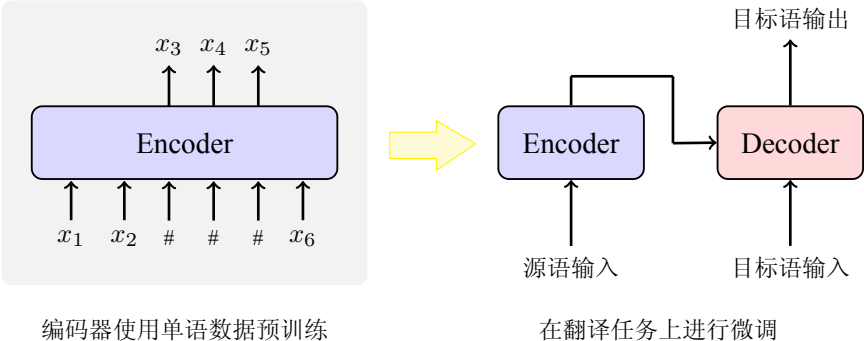 x3 x4 x5
Encoder
x1 x2 # # # x6
编码器使用单语数据预训练
目标语输出
Encoder
Decoder
源语输入
目标语输入
在翻译任务上进行微调